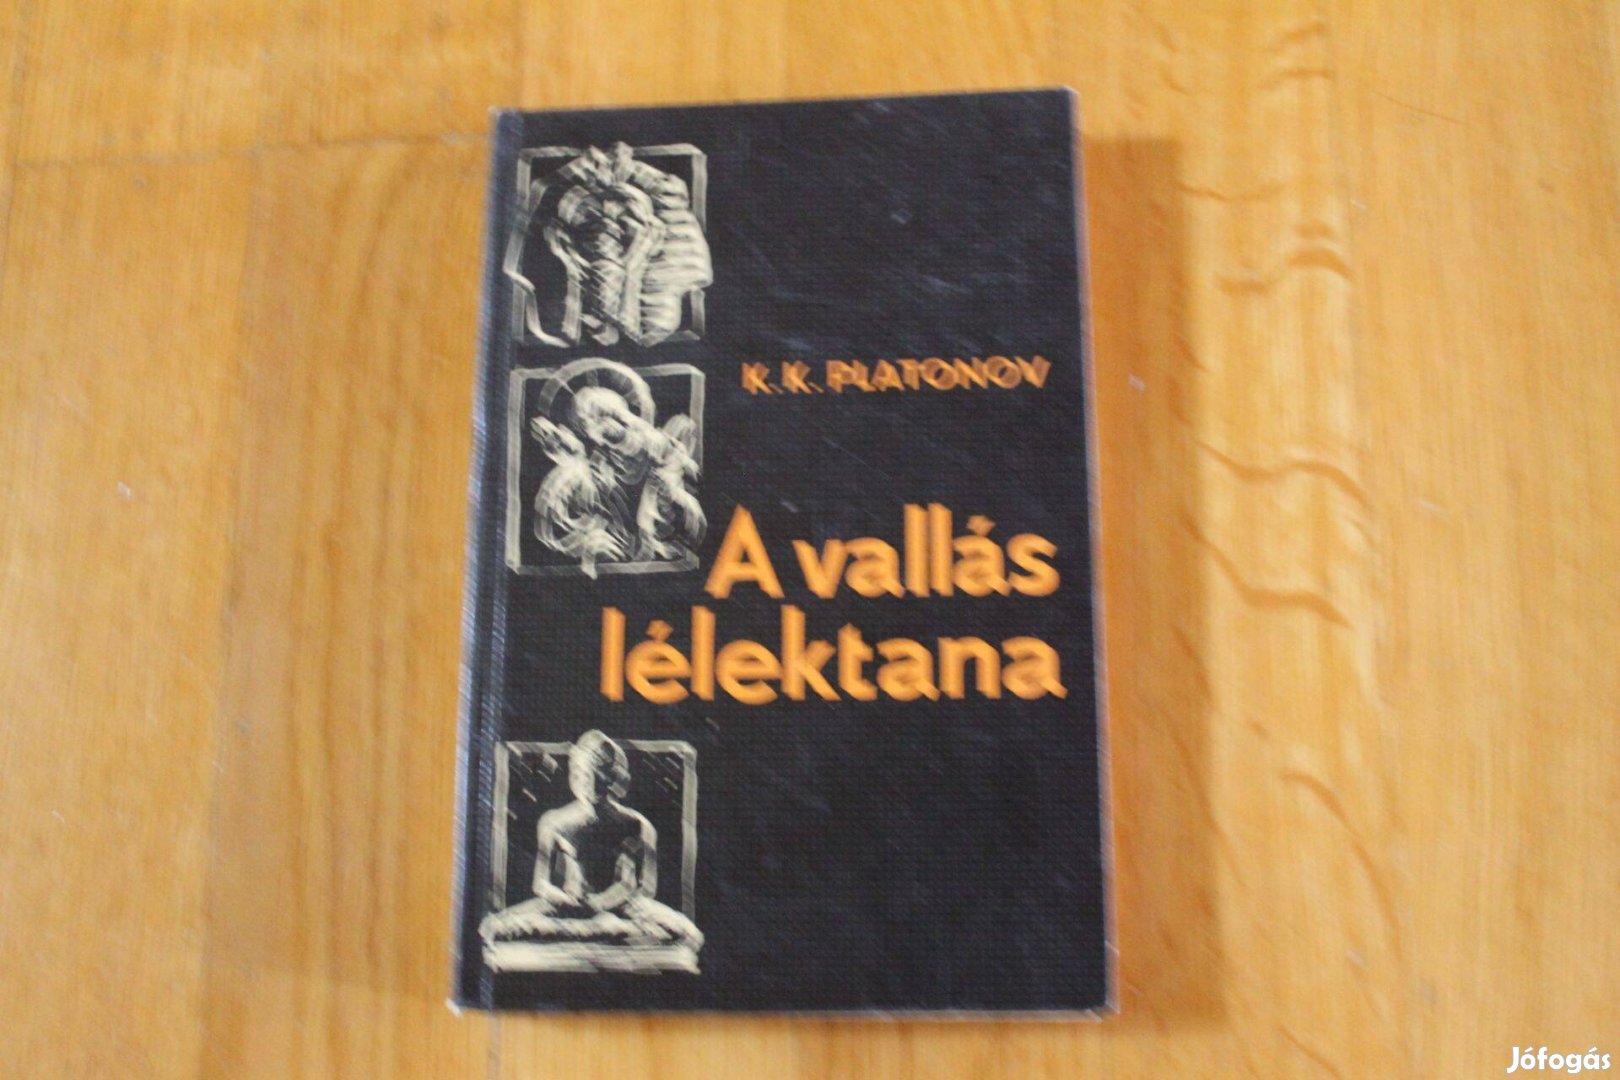 K. K. PLATONOV
A vallás
lélektana
Jófogás